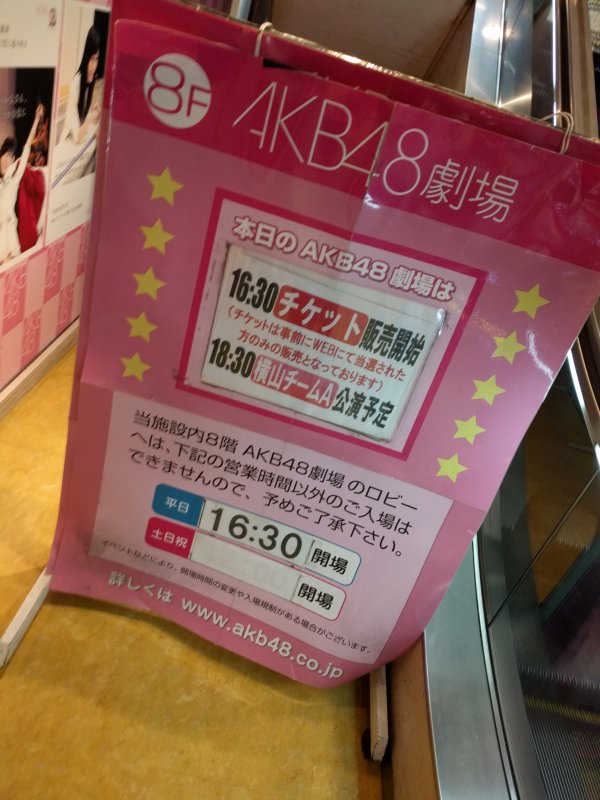 8F AKB48劇場
本日の AKB48 劇場は
16:30 チケット 販売開始
(チケットは事前にWEBにて当選された
方のみの販売となっております)
18:30 横山チームA 公演予定
当施設内8階 AKB48劇場 のロビー
へは、下記の営業時間以外のご入場は
できませんので、予めご了承下さい。
平日 16:30 開場
土日祝 開場
イベントなどにより、開場時間の変更や入場規制がある場合がございます。
詳しくは www.akb48.co.jp